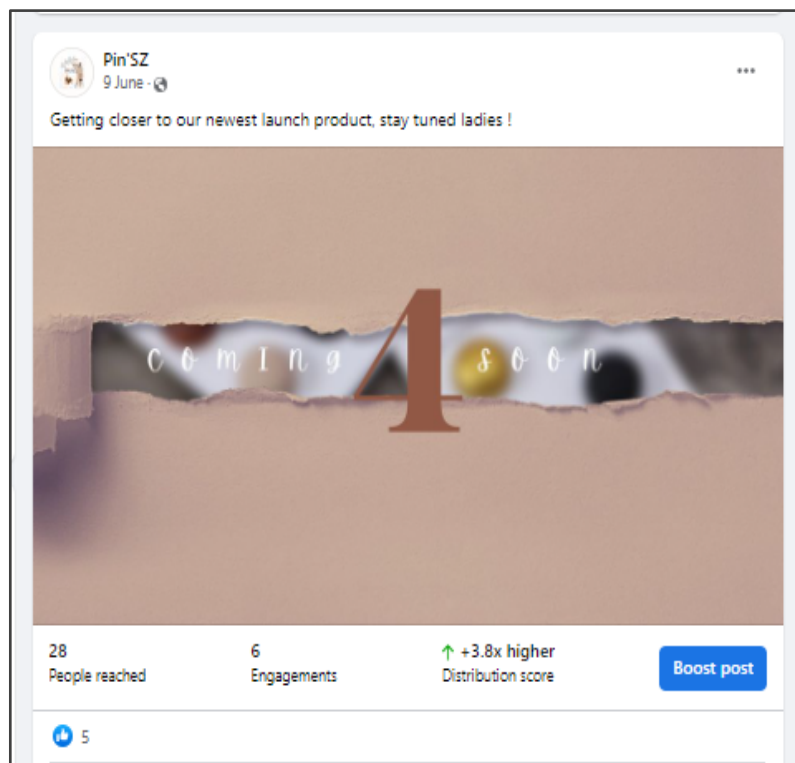 Pin'SZ
9 June ·
Getting closer to our newest launch product, stay tuned ladies !
coming 4 soon
28
People reached
6
Engagements
+3.8x higher
Distribution score
Boost post
5